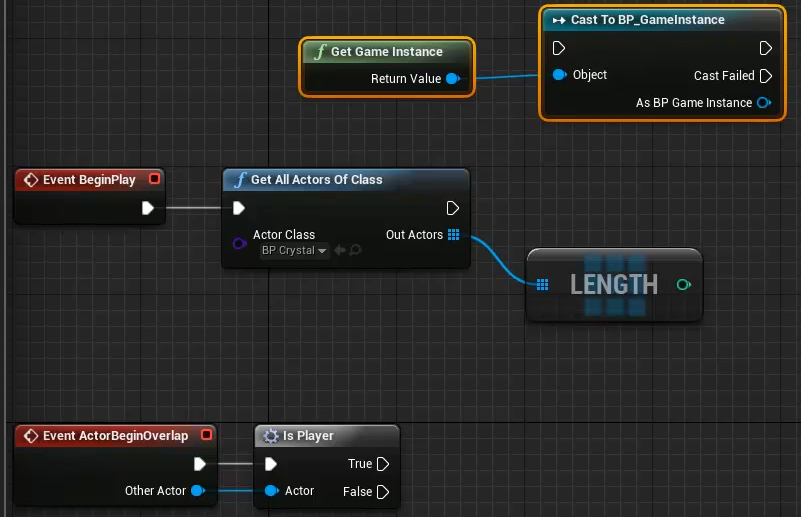 Cast To BP_GameInstance
Get Game Instance
Return Value
Object
Cast Failed
As BP Game Instance
Event BeginPlay
Get All Actors Of Class
Actor Class
BP Crystal
Out Actors
LENGTH
Event ActorBeginOverlap
Other Actor
Is Player
True
Actor
False